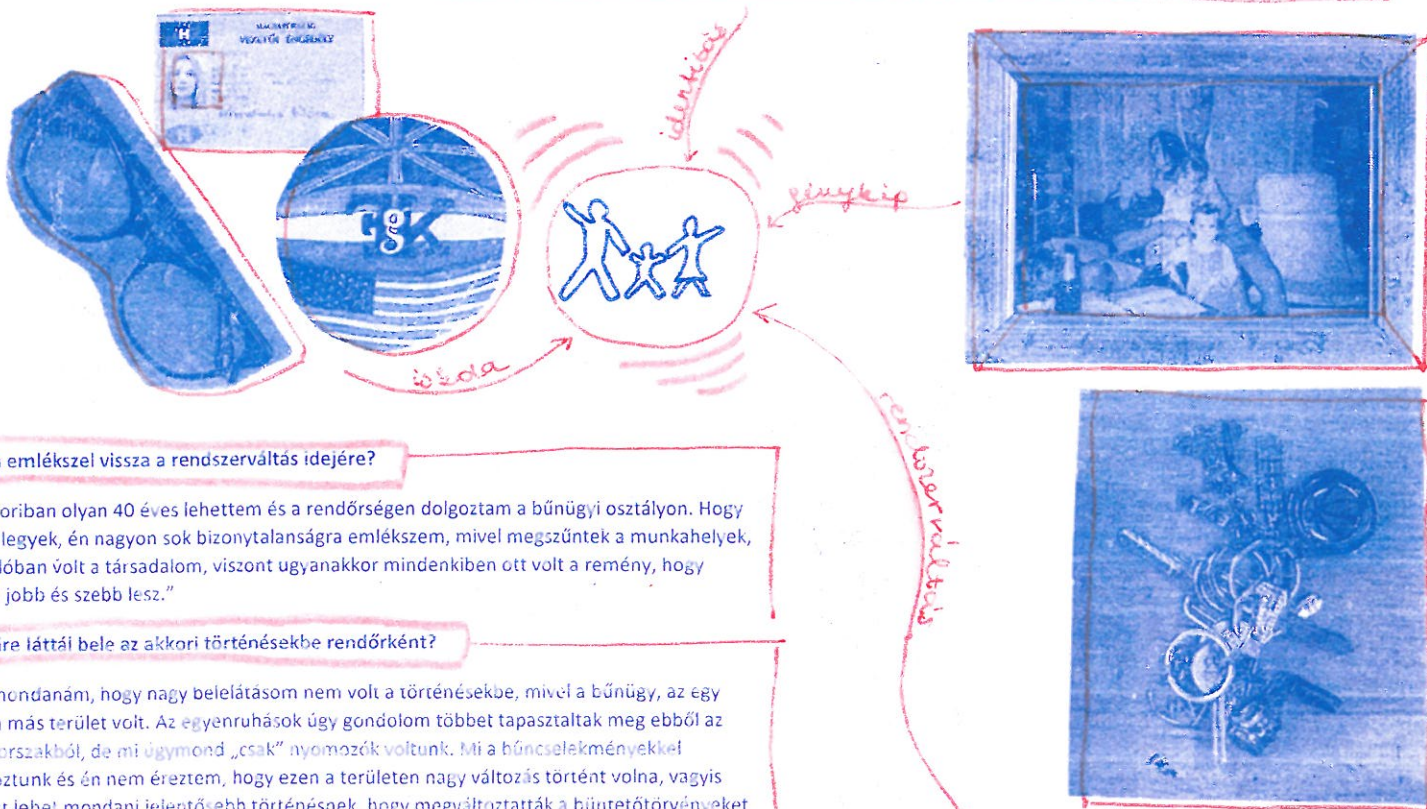 MAGYARORSZÁG
VEZETŐI ENGEDÉLY
H
identitás
fénykép
iskola
rendszerváltás
emlékszel vissza a rendszerváltás idejére?
oriban olyan 40 éves lehettem és a rendőrségen dolgoztam a bűnügyi osztályon. Hogy
legyek, én nagyon sok bizonytalanságra emlékszem, mivel megszűntek a munkahelyek,
lóban volt a társadalom, viszont ugyanakkor mindenkiben ott volt a remény, hogy
jobb és szebb lesz.”
ire láttál bele az akkori történésekbe rendőrként?
mondanám, hogy nagy belelátásom nem volt a történésekbe, mivel a bűnügy, az egy
más terület volt. Az egyenruhások úgy gondolom többet tapasztaltak meg ebből az
orszakból, de mi úgymond „csak” nyomozók voltunk. Mi a bűncselekményekkel
oztunk és én nem éreztem, hogy ezen a területen nagy változás történt volna, vagyis
t lehet mondani jelentősebb történésnek, hogy megváltoztatták a büntetőtörvényeket